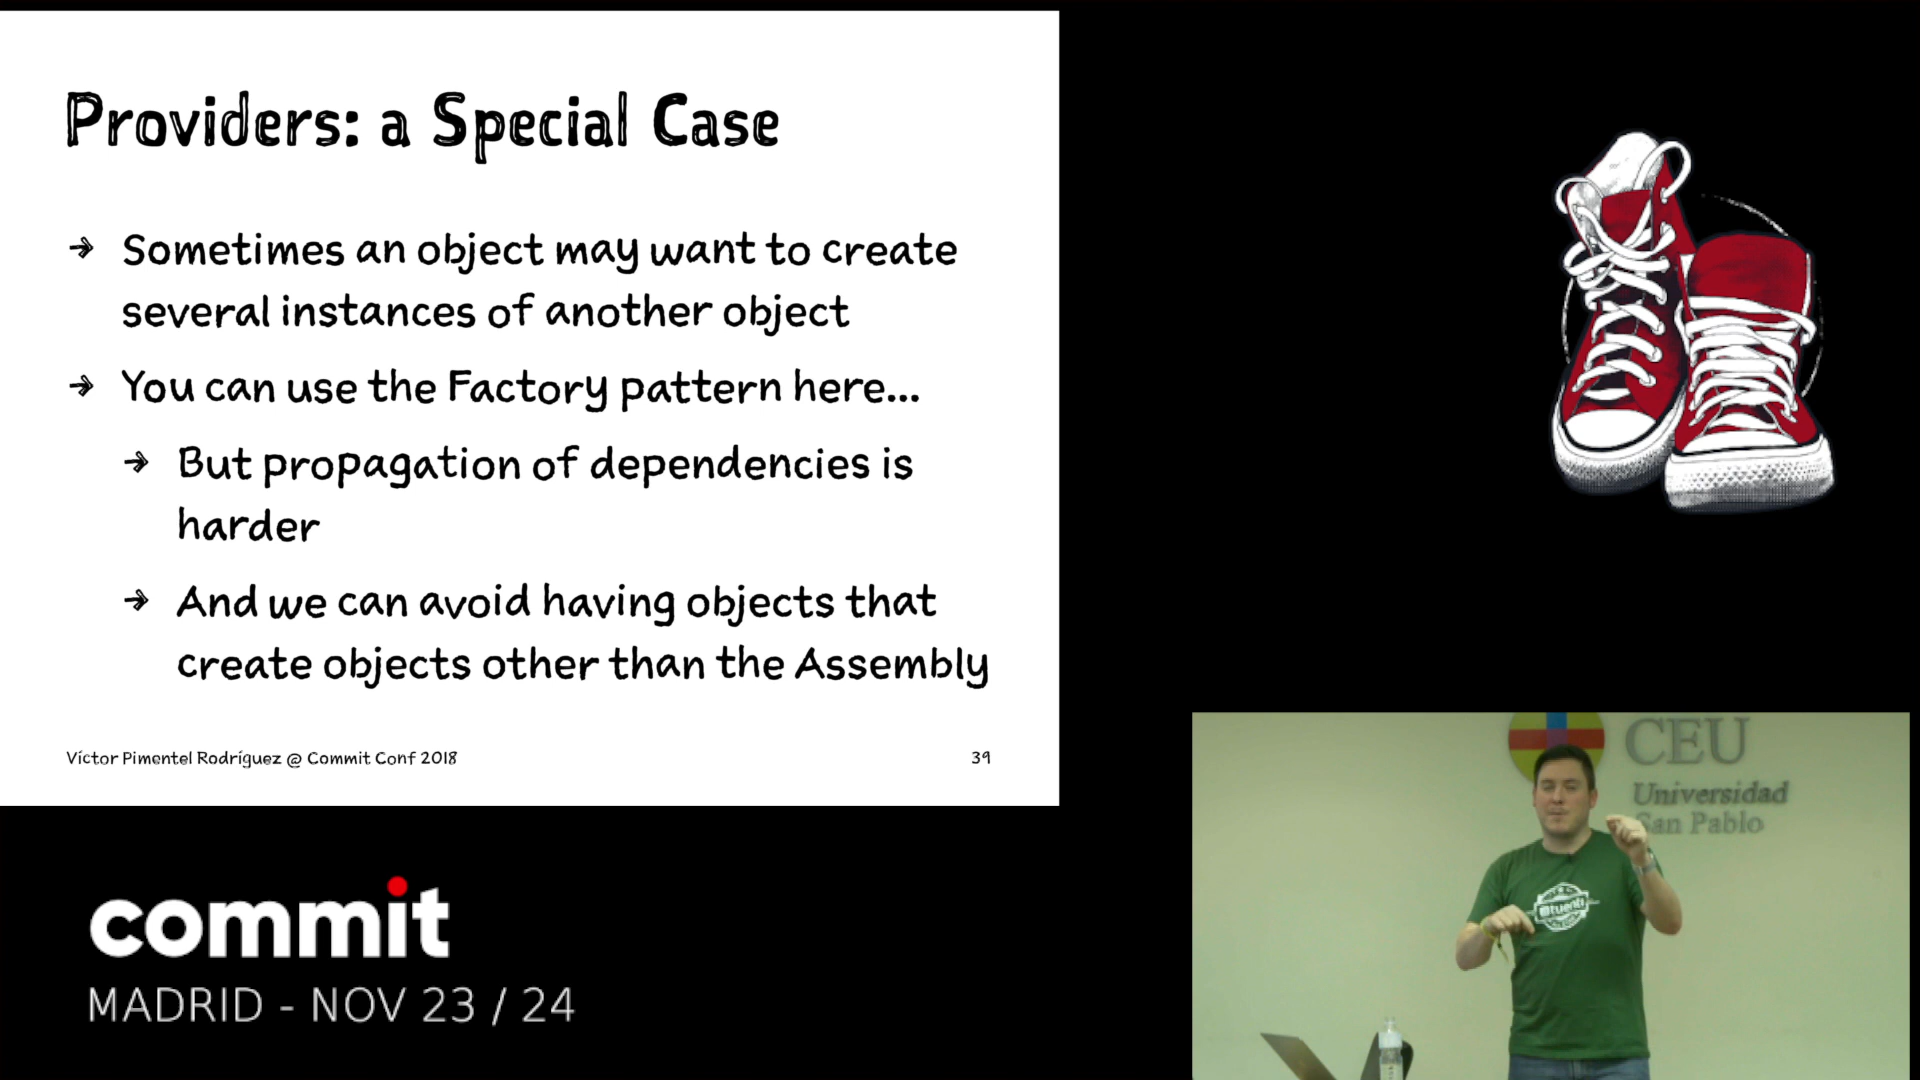 Providers: a Special Case
→ Sometimes an object may want to create
several instances of another object
→ You can use the Factory pattern here...
→ But propagation of dependencies is
harder
→ And we can avoid having objects that
create objects other than the Assembly
Víctor Pimentel Rodríguez @ Commit Conf 2018
39
commit
MADRID - NOV 23 / 24
CEU
Universidad
San Pablo
tuenti